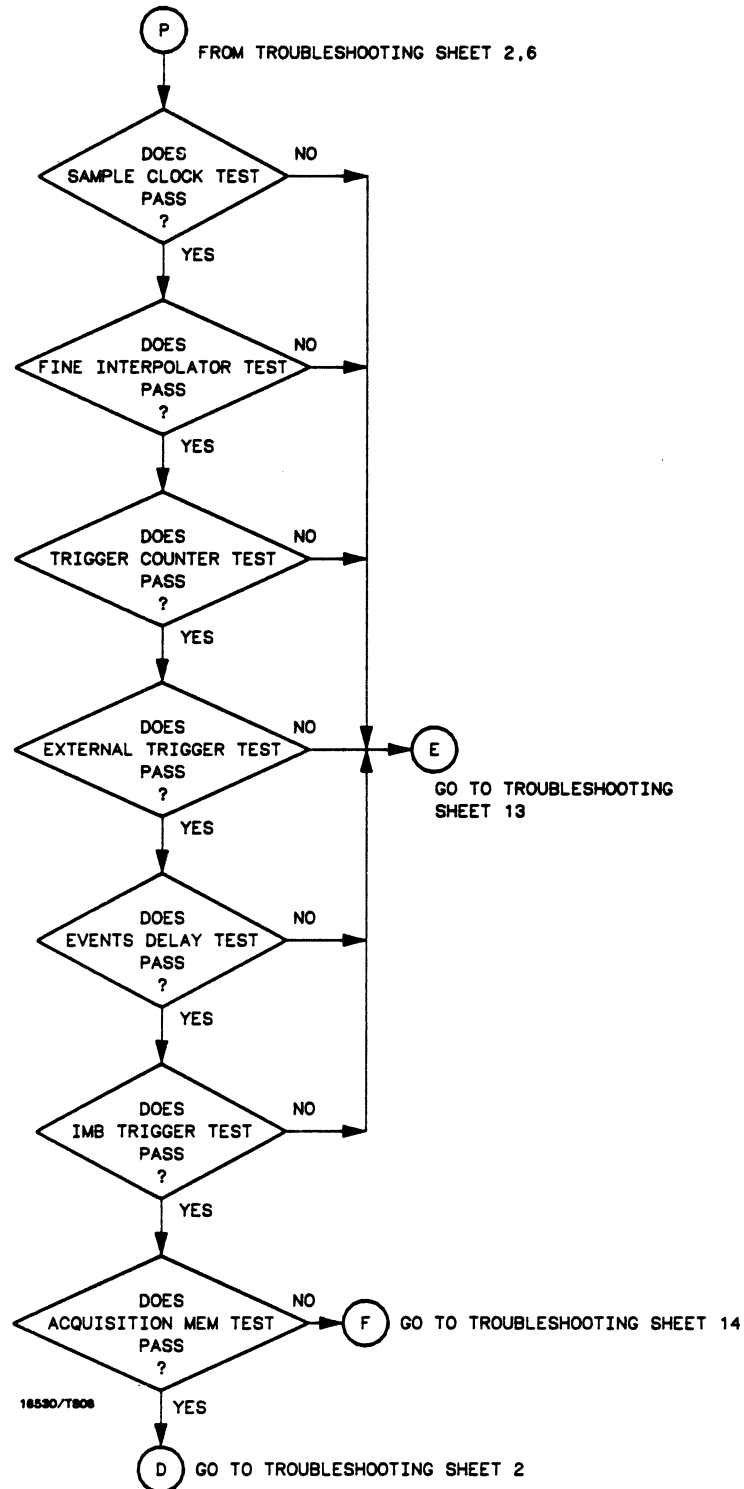 P
FROM TROUBLESHOOTING SHEET 2,6
DOES
SAMPLE CLOCK TEST
PASS
?
NO
YES
DOES
FINE INTERPOLATOR TEST
PASS
?
NO
YES
DOES
TRIGGER COUNTER TEST
PASS
?
NO
YES
DOES
EXTERNAL TRIGGER TEST
PASS
?
NO
E
GO TO TROUBLESHOOTING
SHEET 13
YES
DOES
EVENTS DELAY TEST
PASS
?
NO
YES
DOES
IMB TRIGGER TEST
PASS
?
NO
YES
DOES
ACQUISITION MEM TEST
PASS
?
NO
F
GO TO TROUBLESHOOTING SHEET 14
YES
D
GO TO TROUBLESHOOTING SHEET 2